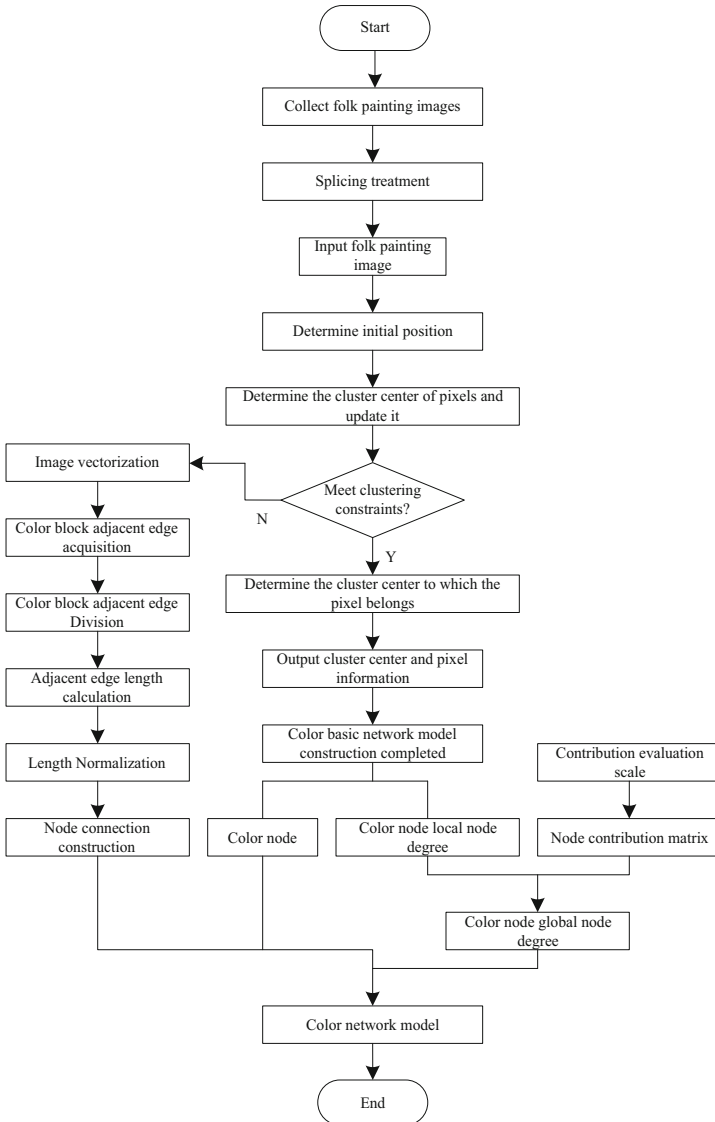 Start
Collect folk painting images
Splicing treatment
Input folk painting
image
Determine initial position
Determine the cluster center of pixels and
update it
Meet clustering
constraints?
N
Y
Image vectorization
Color block adjacent edge
acquisition
Color block adjacent edge
Division
Adjacent edge length
calculation
Length Normalization
Node connection
construction
Determine the cluster center to which the
pixel belongs
Output cluster center and pixel
information
Color basic network model
construction completed
Contribution evaluation
scale
Color node
Color node local node
degree
Node contribution matrix
Color node global node
degree
Color network model
End